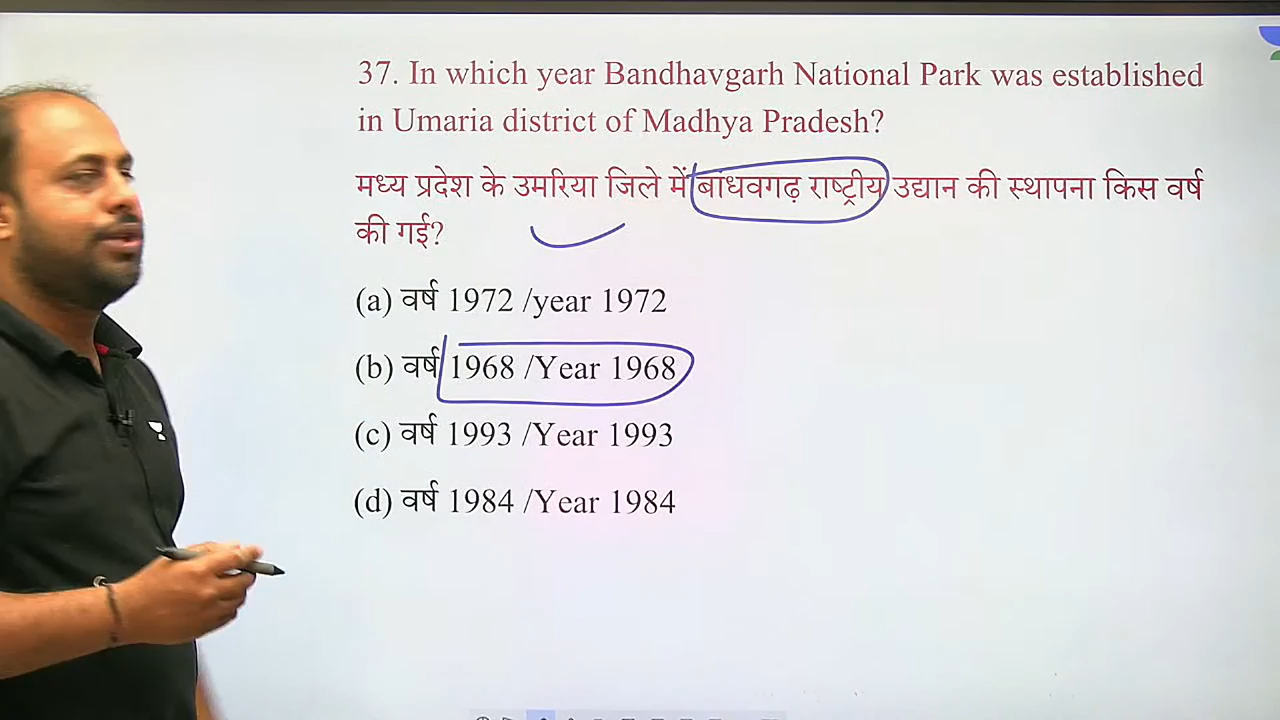 37. In which year Bandhavgarh National Park was established
in Umaria district of Madhya Pradesh?
मध्य प्रदेश के उमरिया जिले में बांधवगढ़ राष्ट्रीय उद्यान की स्थापना किस वर्ष
की गई?
(a) वर्ष 1972 /year 1972
(b) वर्ष 1968 /Year 1968
(c) वर्ष 1993 /Year 1993
(d) वर्ष 1984 /Year 1984